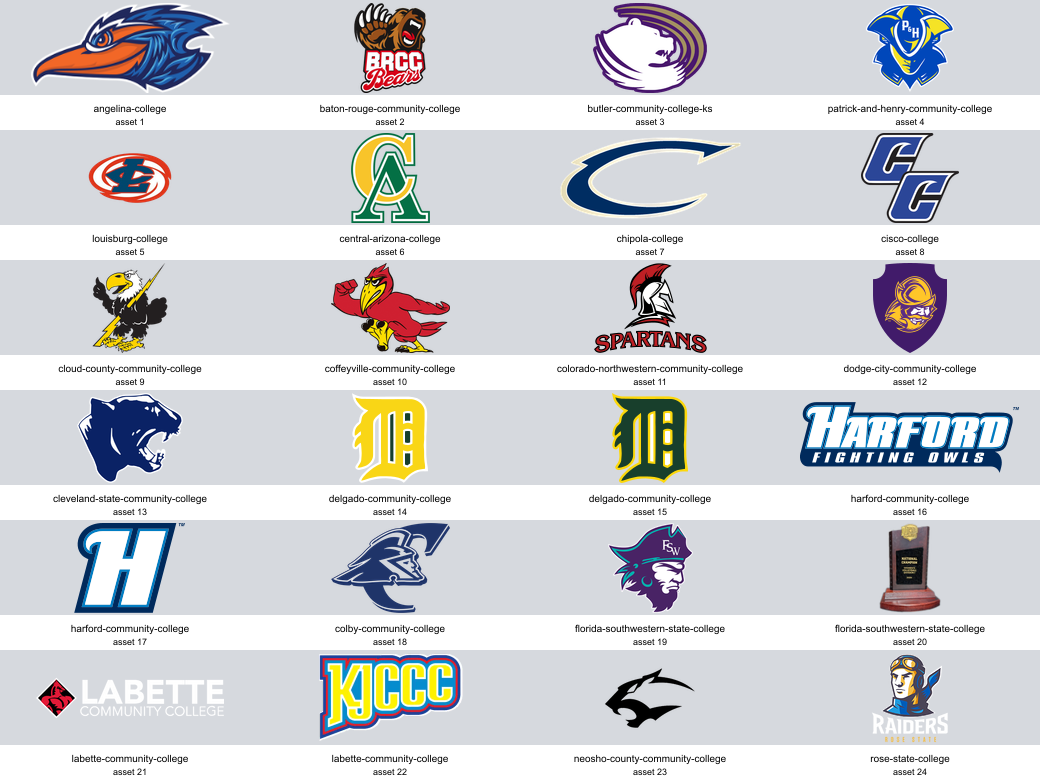 BRCC
Bears
P&H
angelina-college
asset 1
baton-rouge-community-college
asset 2
butler-community-college-ks
asset 3
patrick-and-henry-community-college
asset 4
LC
CA
C
CC
louisburg-college
asset 5
central-arizona-college
asset 6
chipola-college
asset 7
cisco-college
asset 8
SPARTANS
cloud-county-community-college
asset 9
coffeyville-community-college
asset 10
colorado-northwestern-community-college
asset 11
dodge-city-community-college
asset 12
D
D
HARFORD
TM
FIGHTING OWLS
cleveland-state-community-college
asset 13
delgado-community-college
asset 14
delgado-community-college
asset 15
harford-community-college
asset 16
H
TM
C
FSW
NATIONAL
CHAMPION
harford-community-college
asset 17
colby-community-college
asset 18
florida-southwestern-state-college
asset 19
florida-southwestern-state-college
asset 20
LABETTE
COMMUNITY COLLEGE
KJCCC
RAIDERS
ROSE STATE
labette-community-college
asset 21
labette-community-college
asset 22
neosho-county-community-college
asset 23
rose-state-college
asset 24